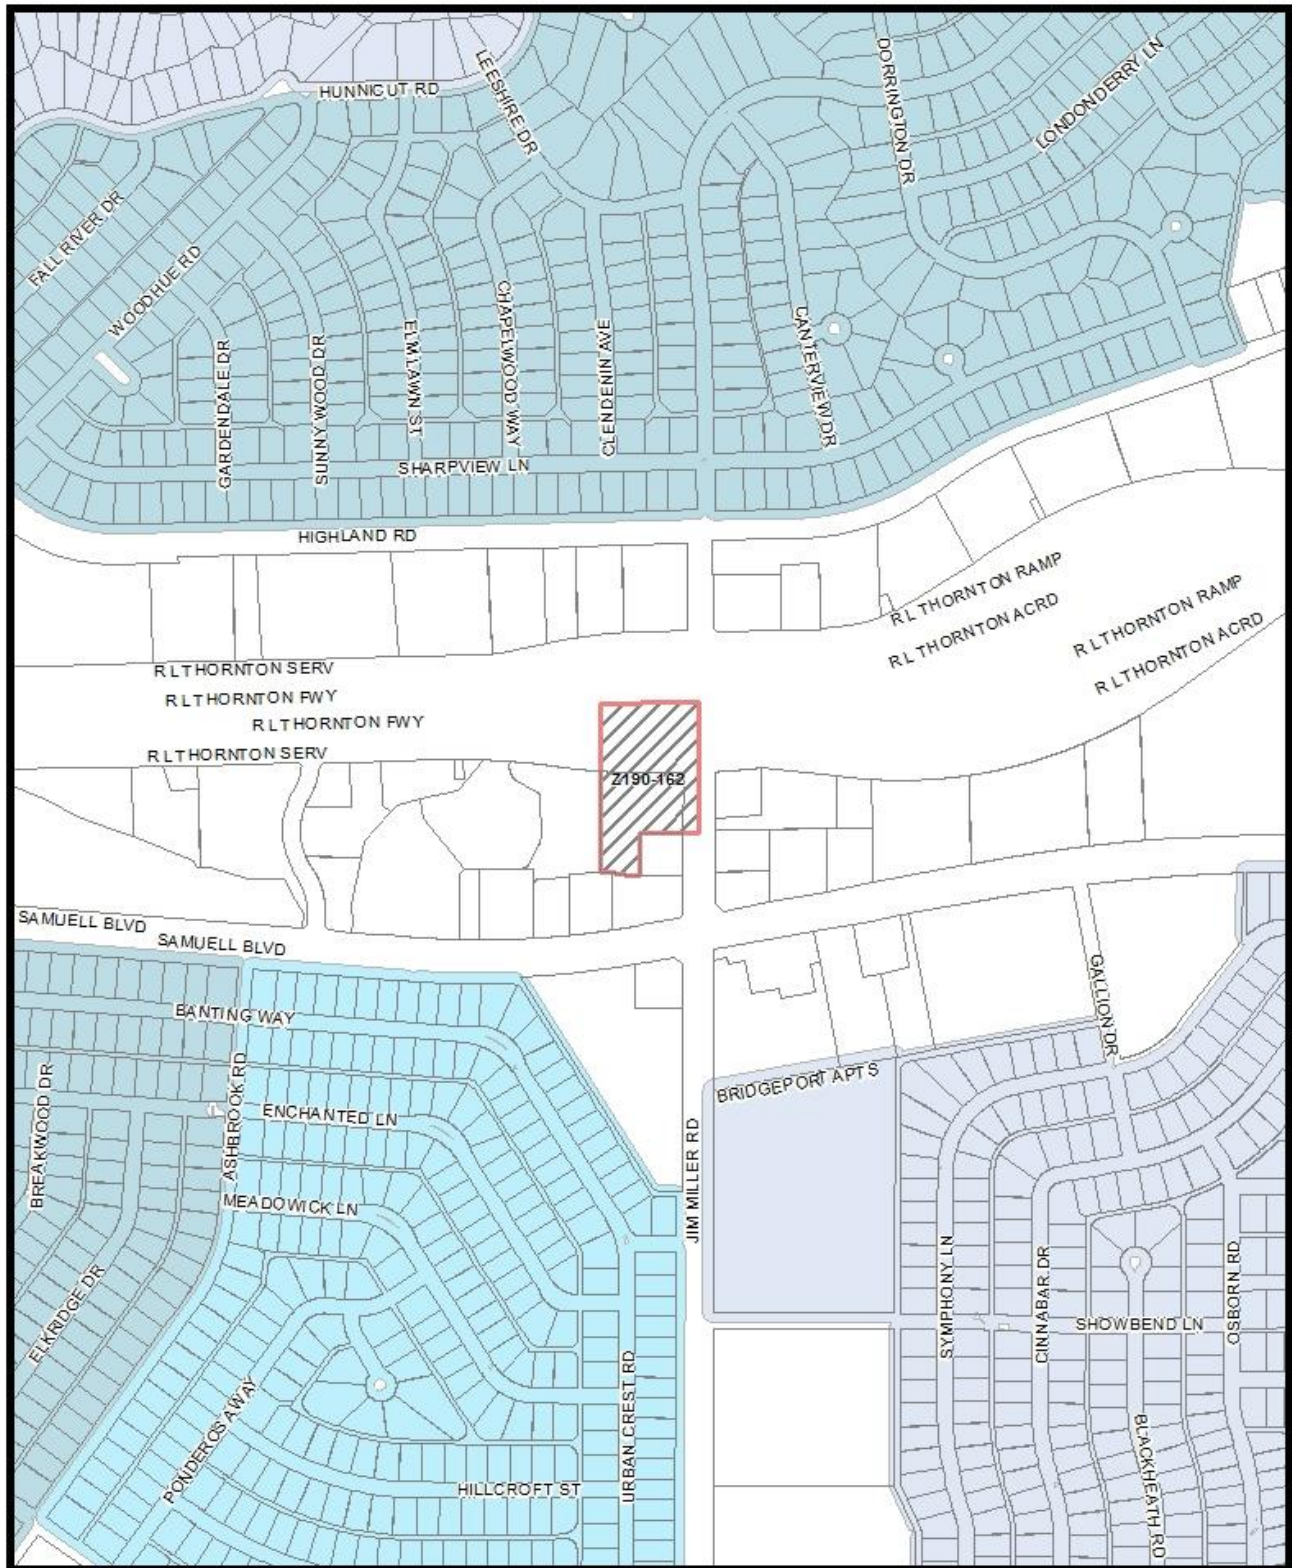 HUNNICUT RD
LEESHIRE DR
DORRINGTON DR
LONDONDERRY LN
FALL RIVER DR
WOODHUE RD
GARDENDALE DR
SUNNYWOOD DR
ELMLAWN ST
CHAPELWOOD WAY
CLENDENIN AVE
CANTERVIEW DR
SHARPVIEW LN
HIGHLAND RD
R L THORNTON RAMP
R L THORNTON ACRD
R L THORNTON RAMP
R L THORNTON ACRD
R L THORNTON SERV
R L THORNTON FWY
R L THORNTON FWY
R L THORNTON SERV
Z190-162
SAMUELL BLVD
SAMUELL BLVD
GALLION DR
BANTING WAY
BREAKWOOD DR
ASHBROOK RD
ENCHANTED LN
BRIDGEPORT APTS
JIM MILLER RD
MEADOWICK LN
ELKRIDGE DR
SYMPHONY LN
CINNABAR DR
SHOWBEND LN
OSBORN RD
PONDEROSA WAY
URBAN CREST RD
HILLCROFT ST
BLACKHEATH RD